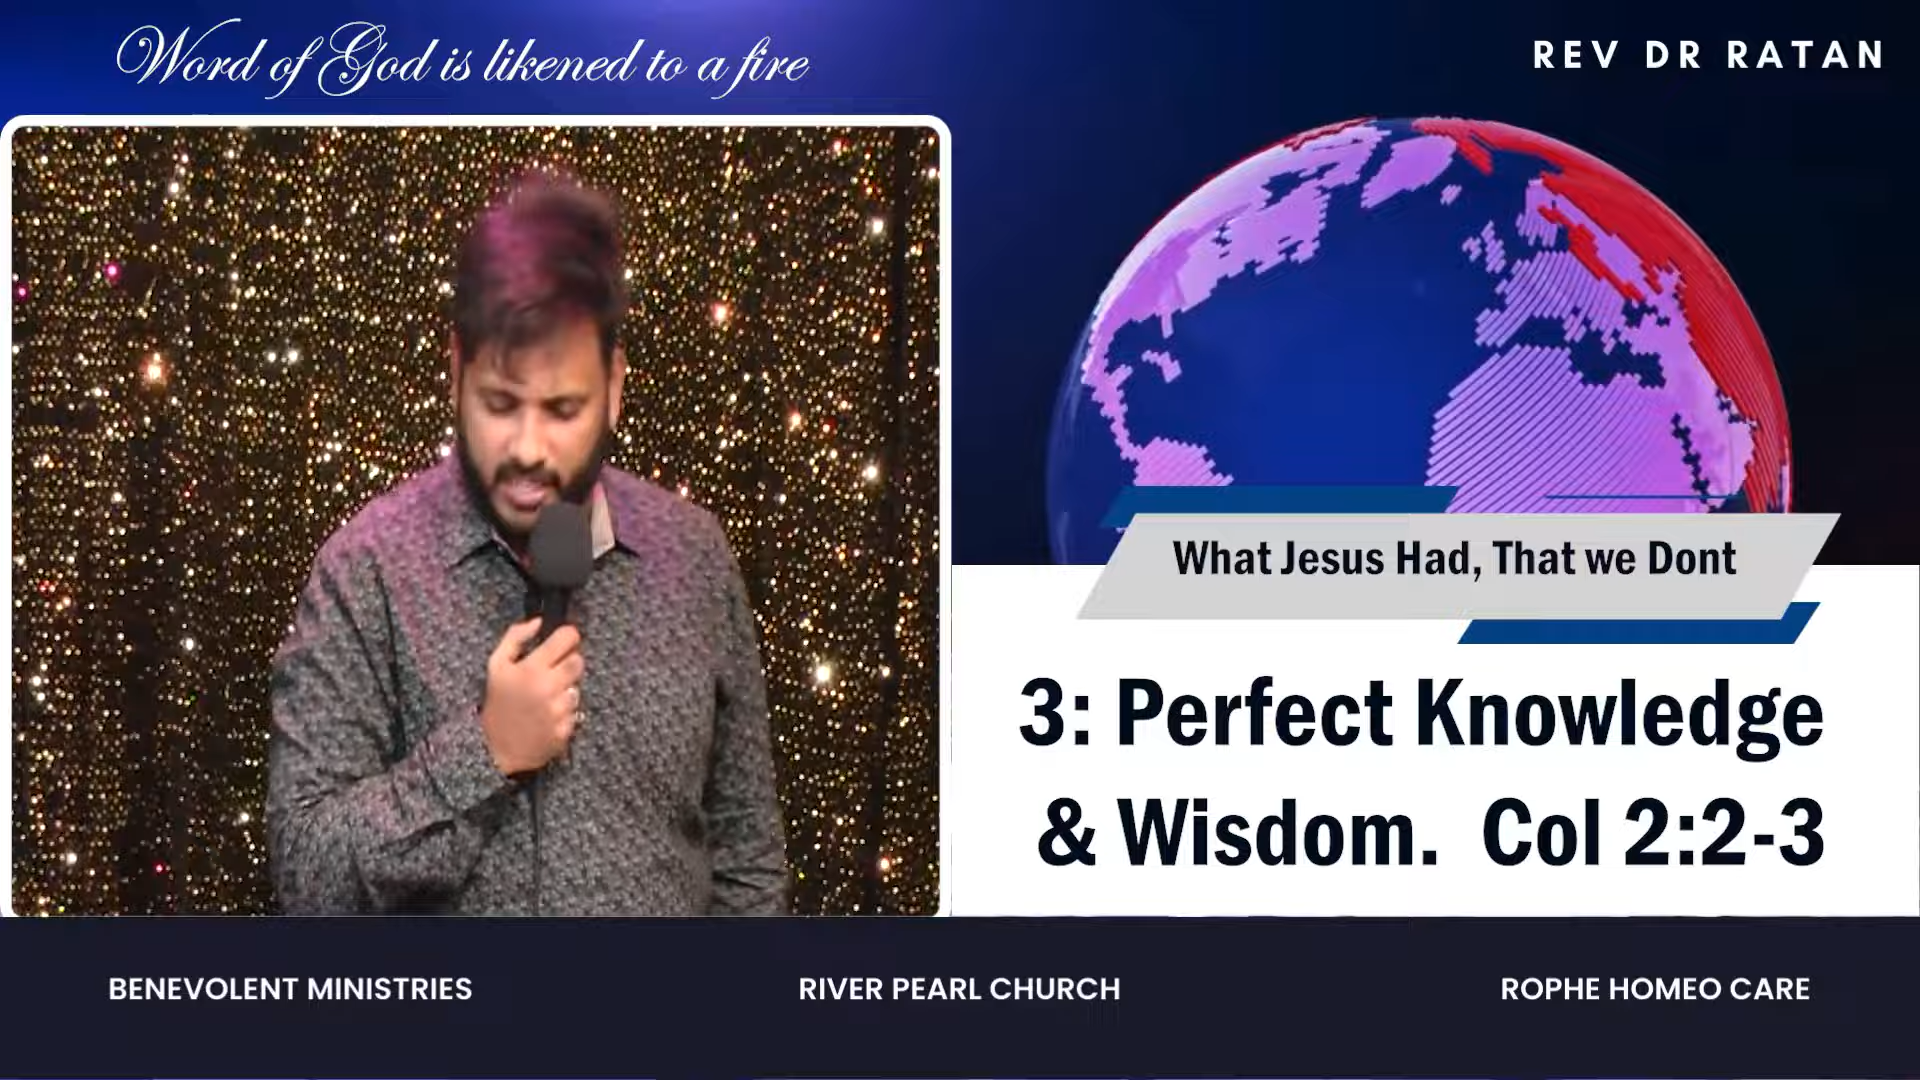 Word of God is likened to a fire
REV DR RATAN
What Jesus Had, That we Dont
3: Perfect Knowledge
& Wisdom. Col 2:2-3
BENEVOLENT MINISTRIES
RIVER PEARL CHURCH
ROPHE HOMEO CARE